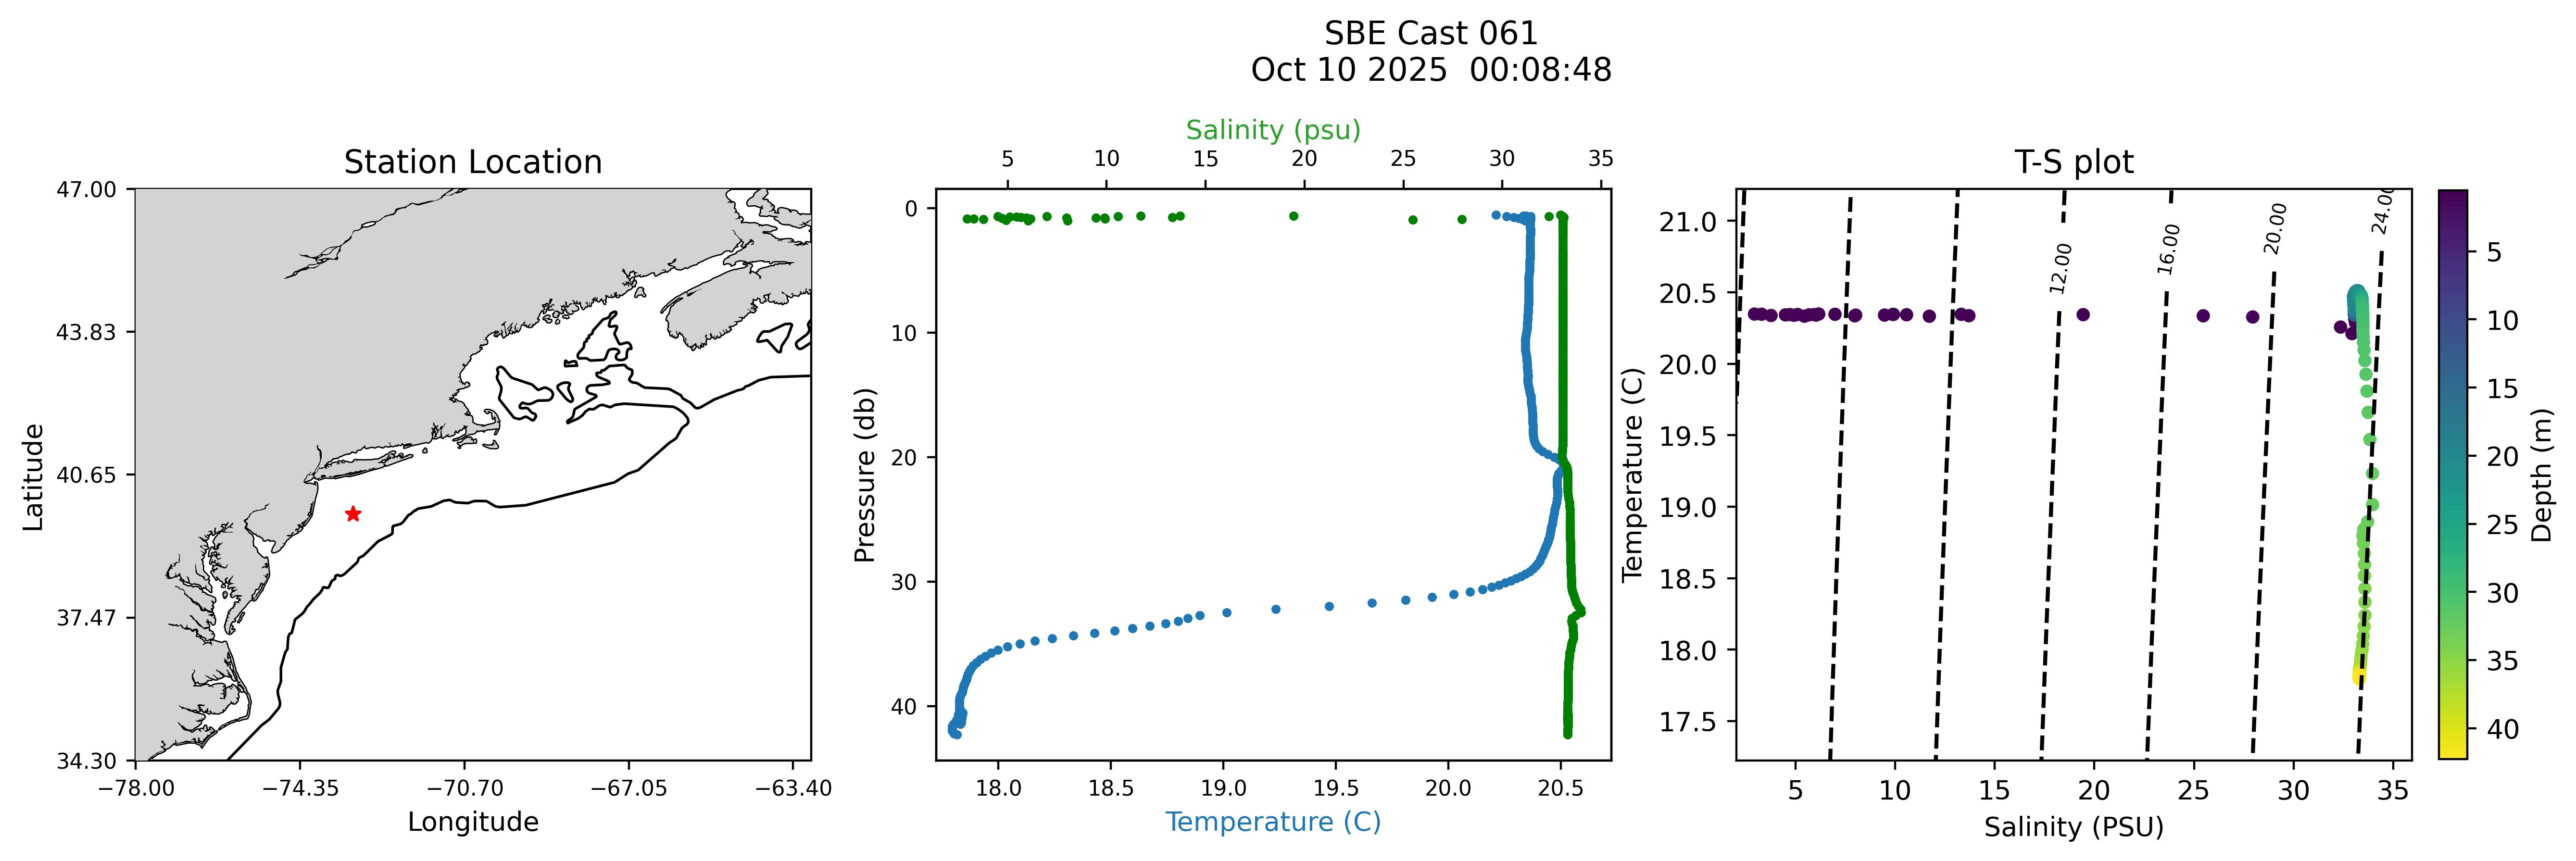 SBE Cast 061
Oct 10 2025  00:08:48
Station Location
47.00
43.83
40.65
37.47
34.30
Latitude
−78.00 −74.35 −70.70 −67.05 −63.40
Longitude
Salinity (psu)
5 10 15 20 25 30 35
0
10
20
30
40
Pressure (db)
18.0 18.5 19.0 19.5 20.0 20.5
Temperature (C)
T-S plot
21.0
20.5
20.0
19.5
19.0
18.5
18.0
17.5
Temperature (C)
12.00
16.00
20.00
24.00
5 10 15 20 25 30 35
Salinity (PSU)
5
10
15
20
25
30
35
40
Depth (m)